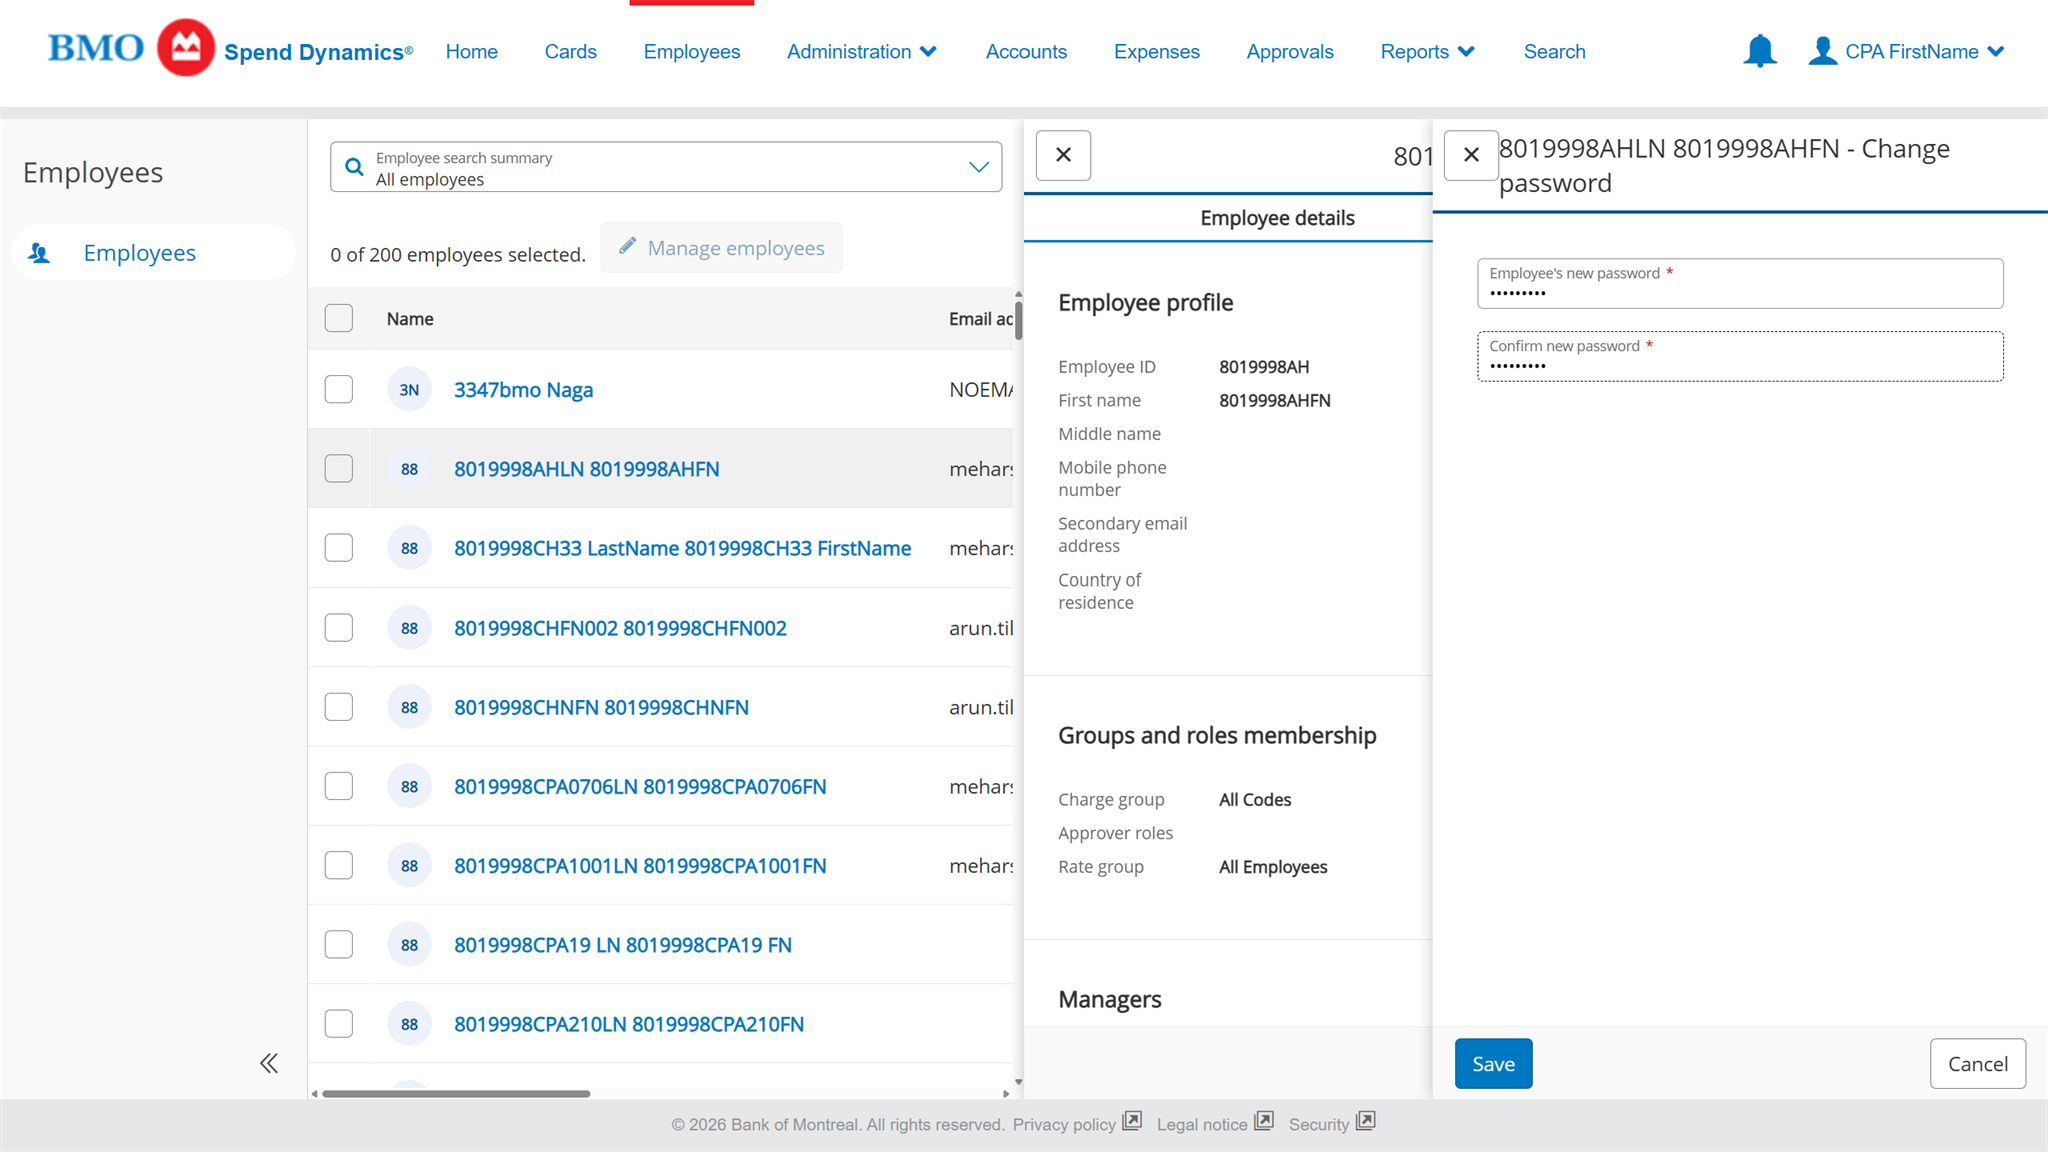 BMO Spend Dynamics®
Home
Cards
Employees
Administration
Accounts
Expenses
Approvals
Reports
Search
CPA FirstName
Employees
Employees
Employee search summary
All employees
0 of 200 employees selected.
Manage employees
Name
Email ad
3N
3347bmo Naga
NOEMA
88
8019998AHLN 8019998AHFN
mehars
88
8019998CH33 LastName 8019998CH33 FirstName
mehars
88
8019998CHFN002 8019998CHFN002
arun.til
88
8019998CHNFN 8019998CHNFN
arun.til
88
8019998CPA0706LN 8019998CPA0706FN
mehars
88
8019998CPA1001LN 8019998CPA1001FN
mehars
88
8019998CPA19 LN 8019998CPA19 FN
88
8019998CPA210LN 8019998CPA210FN
801
Employee details
Employee profile
Employee ID
8019998AH
First name
8019998AHFN
Middle name
Mobile phone
number
Secondary email
address
Country of
residence
Groups and roles membership
Charge group
All Codes
Approver roles
Rate group
All Employees
Managers
8019998AHLN 8019998AHFN - Change
password
Employee's new password *
•••••••••
Confirm new password *
•••••••••
Save
Cancel
© 2026 Bank of Montreal. All rights reserved. Privacy policy Legal notice Security